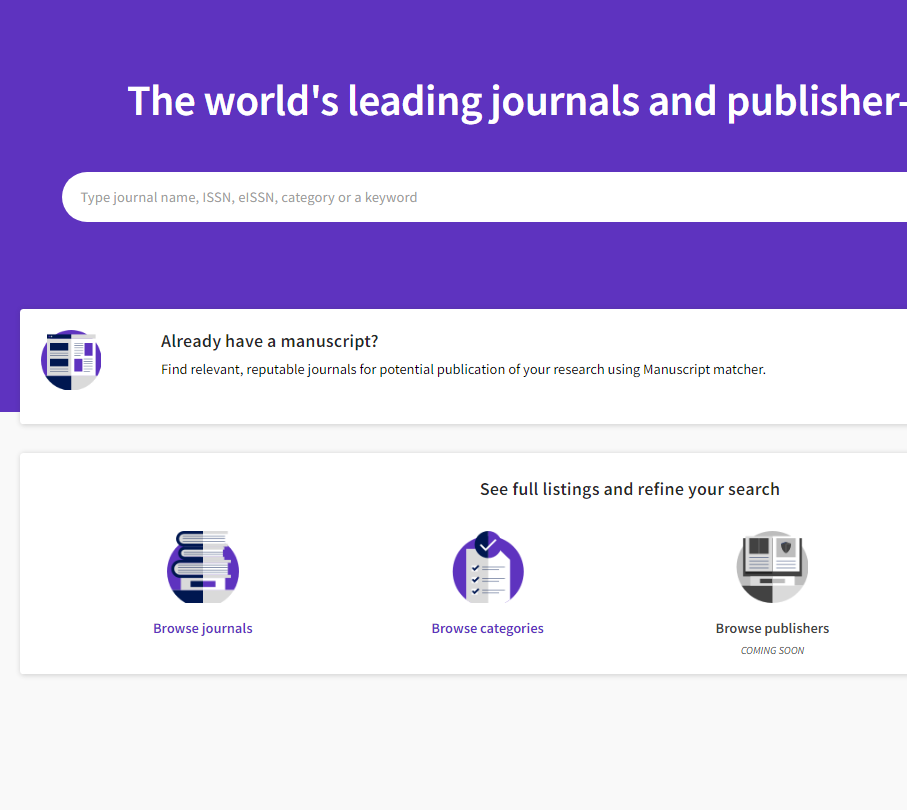 The world's leading journals and publisher-
Type journal name, ISSN, eISSN, category or a keyword
Already have a manuscript?
Find relevant, reputable journals for potential publication of your research using Manuscript matcher.
See full listings and refine your search
Browse journals
Browse categories
Browse publishers
COMING SOON